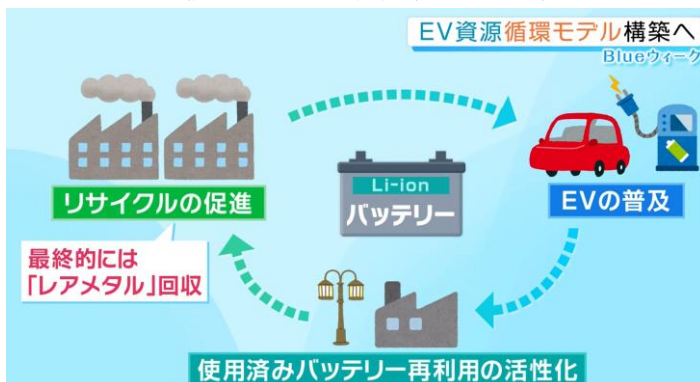 EV資源循環モデル構築へ
Blueウィーク
リサイクルの促進
Li-ion
バッテリー
EVの普及
最終的には
「レアメタル」回収
使用済みバッテリー再利用の活性化